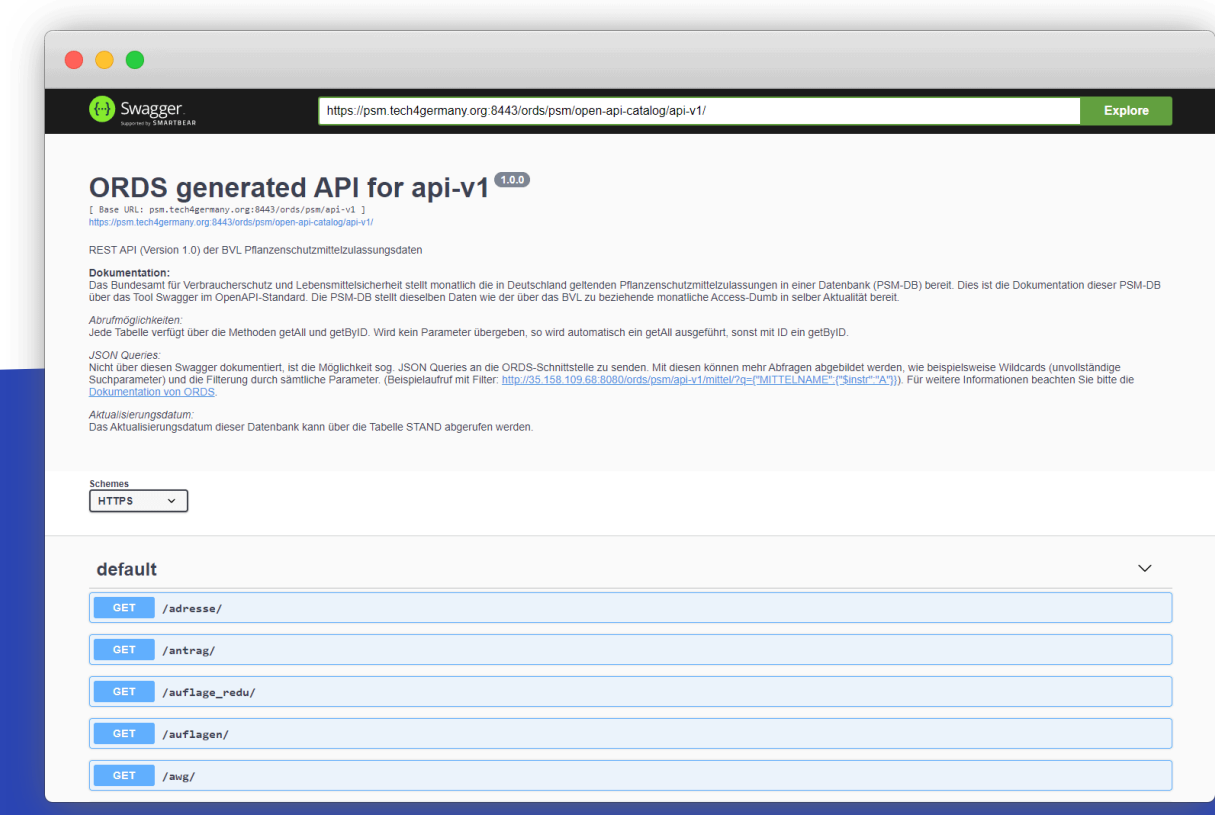 Swagger.
Supported by SMARTBEAR
https://psm.tech4germany.org:8443/ords/psm/open-api-catalog/api-v1/
Explore
ORDS generated API for api-v1 1.0.0
[ Base URL: psm.tech4germany.org:8443/ords/psm/api-v1 ]
https://psm.tech4germany.org:8443/ords/psm/open-api-catalog/api-v1/
REST API (Version 1.0) der BVL Pflanzenschutzmittelzulassungsdaten
Dokumentation:
Das Bundesamt für Verbraucherschutz und Lebensmittelsicherheit stellt monatlich die in Deutschland geltenden Pflanzenschutzmittelzulassungen in einer Datenbank (PSM-DB) bereit. Dies ist die Dokumentation dieser PSM-DB
über das Tool Swagger im OpenAPI-Standard. Die PSM-DB stellt dieselben Daten wie der über das BVL zu beziehende monatliche Access-Dumb in selber Aktualität bereit.
Abrufmöglichkeiten:
Jede Tabelle verfügt über die Methoden getAll und getByID. Wird kein Parameter übergeben, so wird automatisch ein getAll ausgeführt, sonst mit ID ein getByID.
JSON Queries:
Nicht über diesen Swagger dokumentiert, ist die Möglichkeit sog. JSON Queries an die ORDS-Schnittstelle zu senden. Mit diesen können mehr Abfragen abgebildet werden, wie beispielsweise Wildcards (unvollständige
Suchparameter) und die Filterung durch sämtliche Parameter. (Beispielaufruf mit Filter: http://35.158.109.68:8080/ords/psm/api-v1/mittel/?q={"MITTELNAME":{"$instr":"A"}}). Für weitere Informationen beachten Sie bitte die
Dokumentation von ORDS.
Aktualisierungsdatum:
Das Aktualisierungsdatum dieser Datenbank kann über die Tabelle STAND abgerufen werden.
Schemes
HTTPS
default
GET /adresse/
GET /antrag/
GET /auflage_redu/
GET /auflagen/
GET /awg/